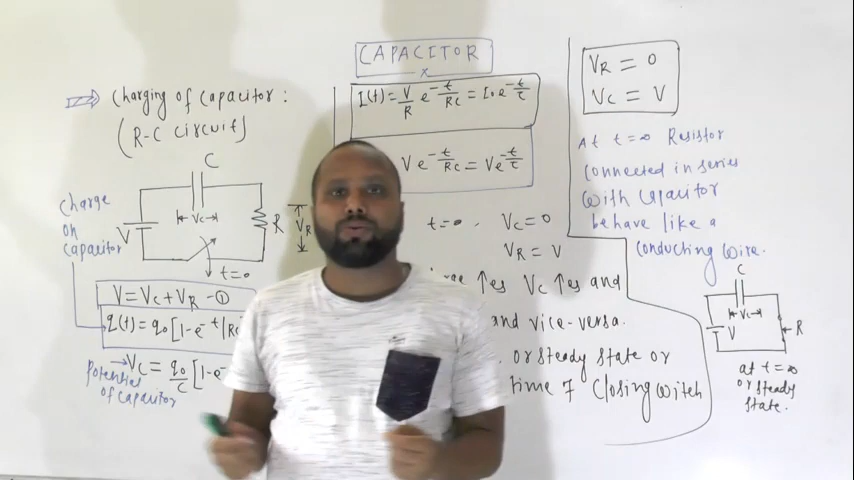 CAPACITOR
⇒ Charging of Capacitor :
(R-C Circuit)
C
Charge
on
Capacitor
V
Vc
R
VR
t=0
V = Vc + VR - ①
q(t) = q0 [1-e^-t/RC
→ Vc = q0/C [1-e^-
Potential
of Capacitor
x
I(t) = V/R e^-t/RC = I0 e^-t/τ
V e^-t/RC = V e^-t/τ
t=0 , Vc = 0
VR = V
↑es Vc ↑es and
and vice-versa.
or steady state or
time of Closing switch
VR = 0
Vc = V
At t=∞ Resistor
connected in series
with Capacitor
behave like a
conducting wire.
C
Vc
V
R
at t=∞
or steady
state.